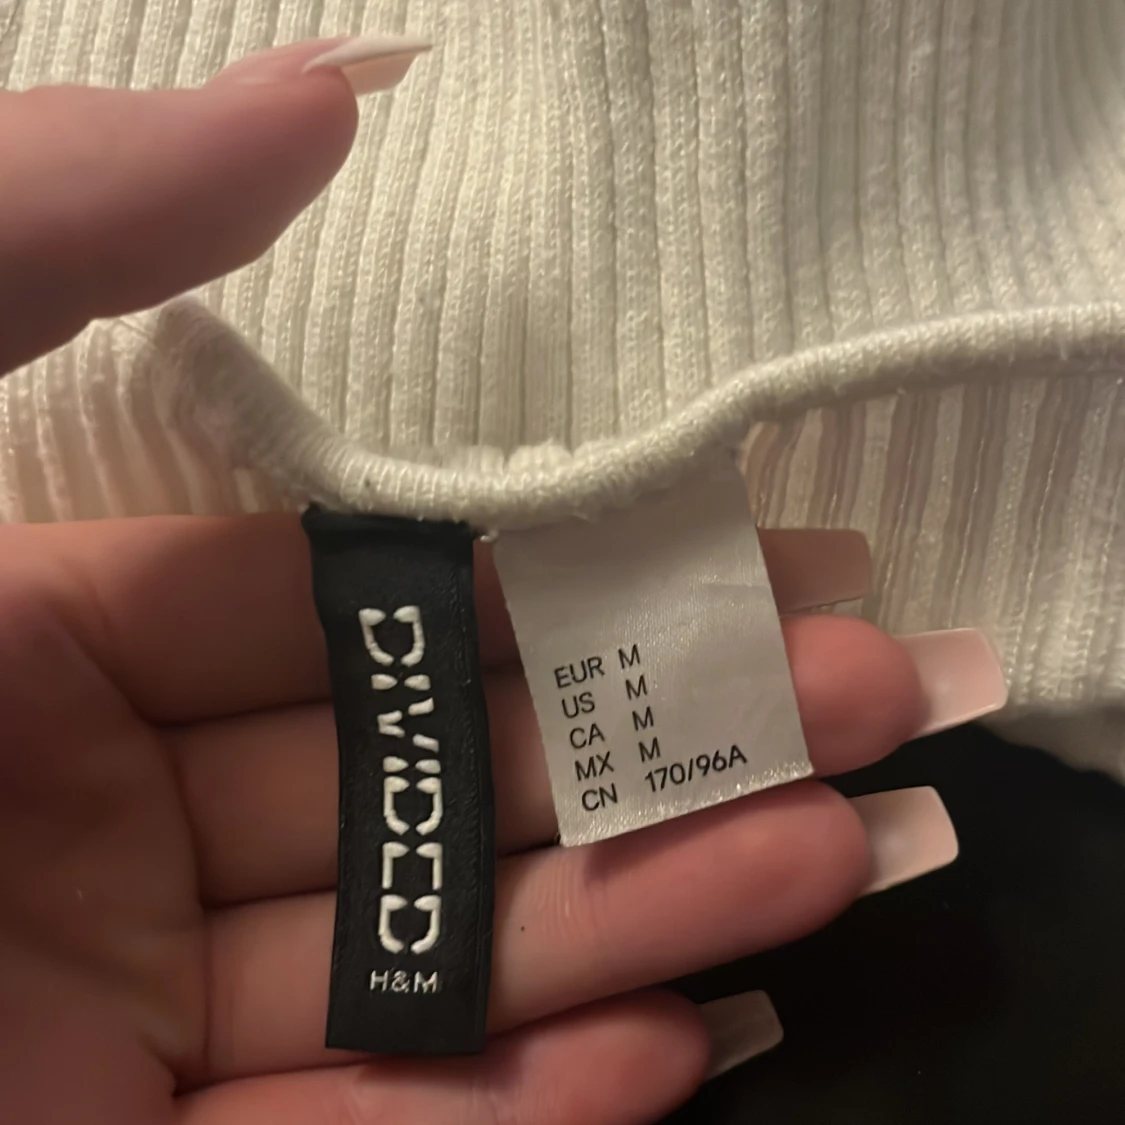 DIVIDED
H&M
EUR M
US M
CA M
MX M
CN 170/96A